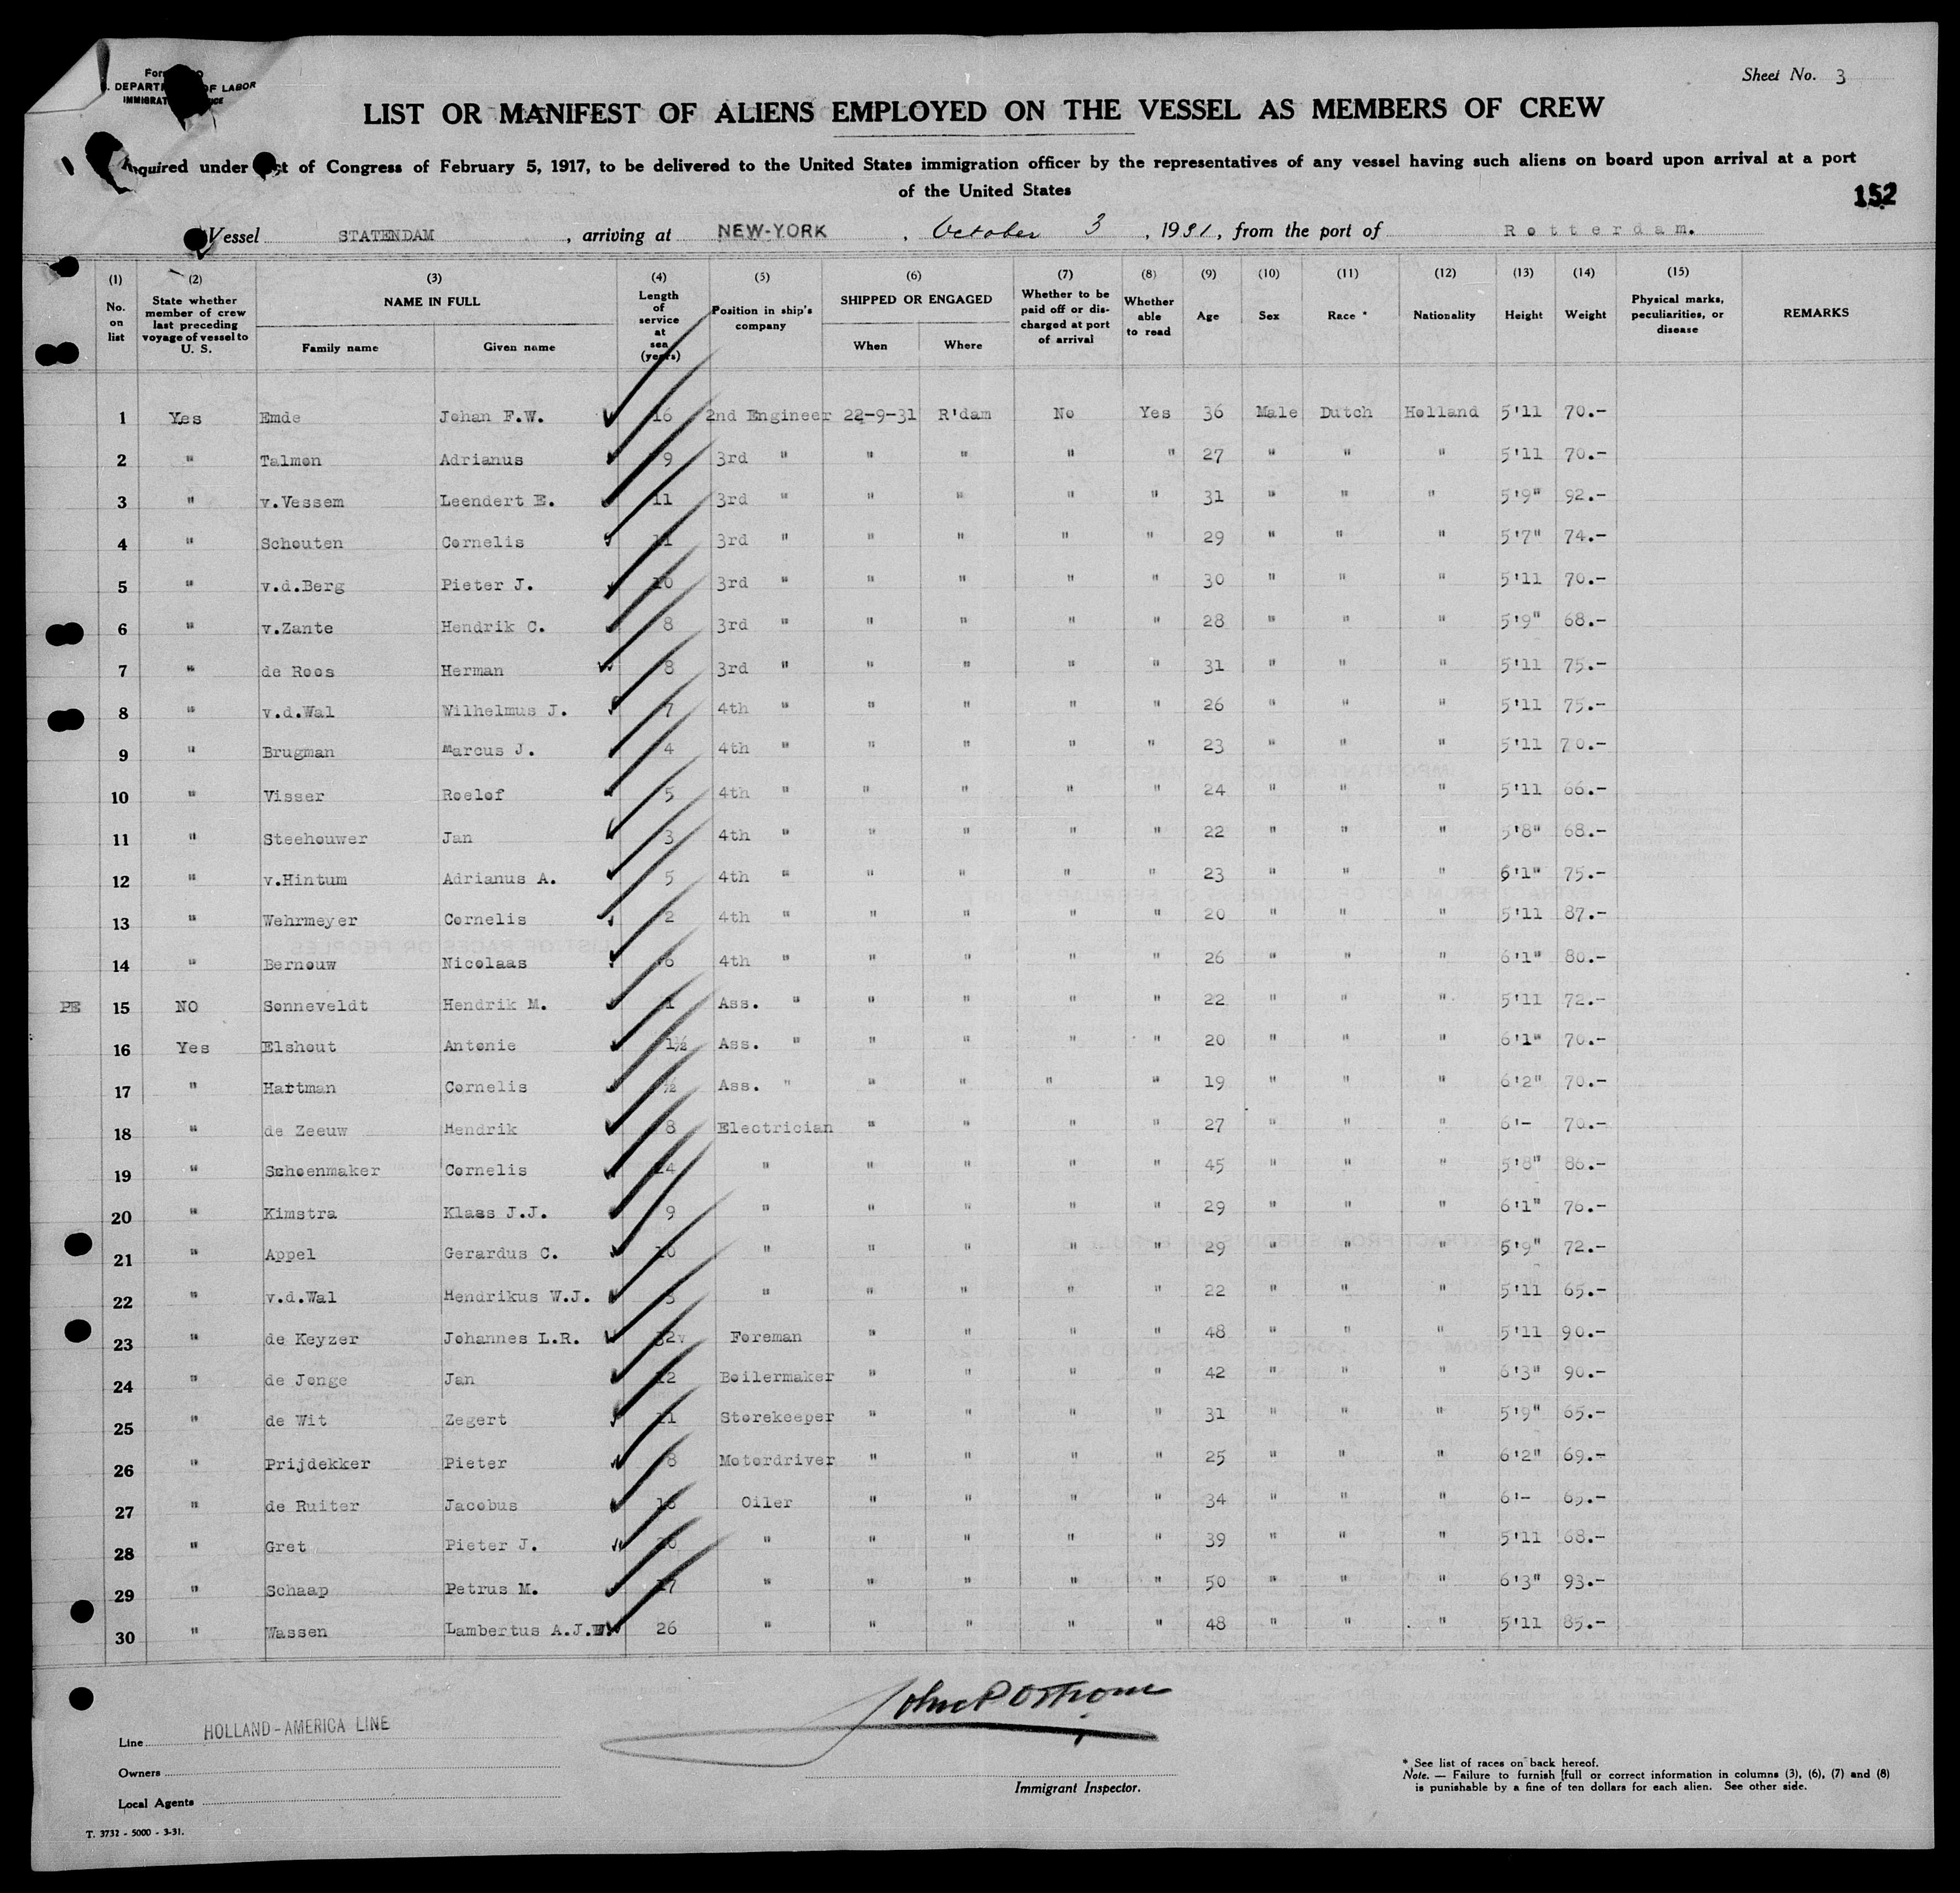 Sheet No. 3
Form
DEPARTMENT OF LABOR
IMMIGRATION SERVICE
LIST OR MANIFEST OF ALIENS EMPLOYED ON THE VESSEL AS MEMBERS OF CREW
Required under Act of Congress of February 5, 1917, to be delivered to the United States immigration officer by the representatives of any vessel having such aliens on board upon arrival at a port
of the United States
152
Vessel STATENDAM, arriving at NEW-YORK, October 3, 1931, from the port of Rotterdam.
(1) (2) (3) (4) (5) (6) (7) (8) (9) (10) (11) (12) (13) (14) (15)
No. on list State whether member of crew last preceding voyage of vessel to U. S. NAME IN FULL Family name Given name Length of service at sea (years) Position in ship's company SHIPPED OR ENGAGED When Where Whether to be paid off or discharged at port of arrival Whether able to read Age Sex Race * Nationality Height Weight Physical marks, peculiarities, or disease REMARKS
1 Yes Emde Johan F.W. 16 2nd Engineer 22-9-31 R'dam No Yes 36 Male Dutch Holland 5'11 70.-
2 " Talmon Adrianus 9 3rd " " " " " 27 " " " 5'11 70.-
3 " v.Vessem Leendert E. 11 3rd " " " " " 31 " " " 5'9" 92.-
4 " Schouten Cornelis 11 3rd " " " " " 29 " " " 5'7" 74.-
5 " v.d.Berg Pieter J. 10 3rd " " " " " 30 " " " 5'11 70.-
6 " v.Zante Hendrik C. 8 3rd " " " " " 28 " " " 5'9" 68.-
7 " de Roos Herman 8 3rd " " " " " 31 " " " 5'11 75.-
8 " v.d.Wal Wilhelmus J. 7 4th " " " " " 26 " " " 5'11 75.-
9 " Brugman Marcus J. 4 4th " " " " " 23 " " " 5'11 70.-
10 " Visser Roelof 5 4th " " " " " 24 " " " 5'11 66.-
11 " Steehouwer Jan 3 4th " " " " " 22 " " " 5'8" 68.-
12 " v.Hintum Adrianus A. 5 4th " " " " " 23 " " " 6'1" 75.-
13 " Wehrmeyer Cornelis 2 4th " " " " " 20 " " " 5'11 87.-
14 " Bernouw Nicolaas 6 4th " " " " " 26 " " " 6'1" 80.-
PE 15 NO Sonneveldt Hendrik M. 1 Ass. " " " " " 22 " " " 5'11 72.-
16 Yes Elshout Antonie 1½ Ass. " " " " " 20 " " " 6'1" 70.-
17 " Hartman Cornelis ½ Ass. " " " " " 19 " " " 6'2" 70.-
18 " de Zeeuw Hendrik 8 Electrician " " " " 27 " " " 6'- 70.-
19 " Schoenmaker Cornelis 14 " " " " " 45 " " " 5'8" 86.-
20 " Kimstra Klaas J.J. 9 " " " " " 29 " " " 6'1" 76.-
21 " Appel Gerardus C. 10 " " " " " 29 " " " 5'9" 72.-
22 " v.d.Wal Hendrikus W.J. 3 " " " " " 22 " " " 5'11 65.-
23 " de Keyzer Johannes L.R. 32 Foreman " " " " 48 " " " 5'11 90.-
24 " de Jonge Jan 12 Boilermaker " " " " 42 " " " 6'3" 90.-
25 " de Wit Zegert 11 Storekeeper " " " " 31 " " " 5'9" 65.-
26 " Prijdekker Pieter 8 Motordriver " " " " 25 " " " 6'2" 69.-
27 " de Ruiter Jacobus Oiler " " " " 34 " " " 6'- 65.-
28 " Gret Pieter J. " " " " " 39 " " " 5'11 68.-
29 " Schaap Petrus M. 17 " " " " " 50 " " " 6'3" 93.-
30 " Wassen Lambertus A.J. 26 " " " " " 48 " " " 5'11 85.-
John P Ostrom
Line HOLLAND-AMERICA LINE
Owners
Local Agents
Immigrant Inspector.
* See list of races on back hereof.
Note. — Failure to furnish full or correct information in columns (3), (6), (7) and (8)
is punishable by a fine of ten dollars for each alien. See other side.
T. 3732 - 5000 - 3-31.